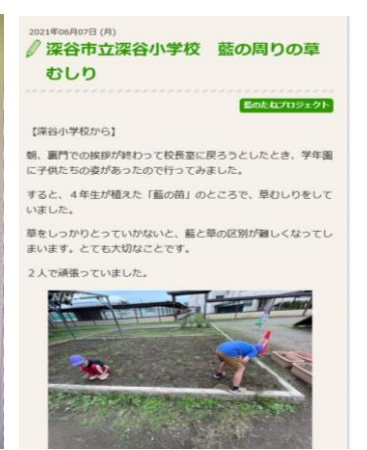 2021年06月07日 (月)
深谷市立深谷小学校　藍の周りの草
むしり
藍のたねプロジェクト
【深谷小学校から】
朝、裏門での挨拶が終わって校長室に戻ろうとしたとき、学年園
に子供たちの姿があったので行ってみました。
すると、４年生が植えた「藍の苗」のところで、草むしりをして
いました。
草をしっかりとっていかないと、藍と草の区別が難しくなってし
まいます。とても大切なことです。
２人で頑張っていました。